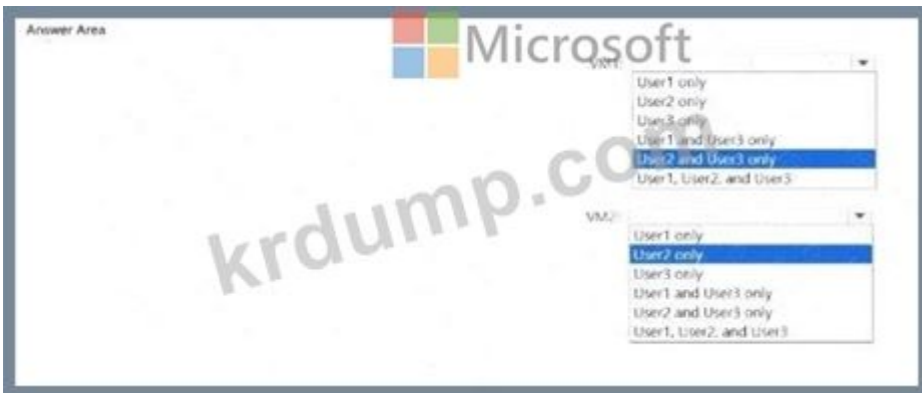 Answer Area
Microsoft
VM1:
User1 only
User2 only
User3 only
User1 and User3 only
User2 and User3 only
User1, User2, and User3
krdump.com
VM2:
User1 only
User2 only
User3 only
User1 and User3 only
User2 and User3 only
User1, User2, and User3